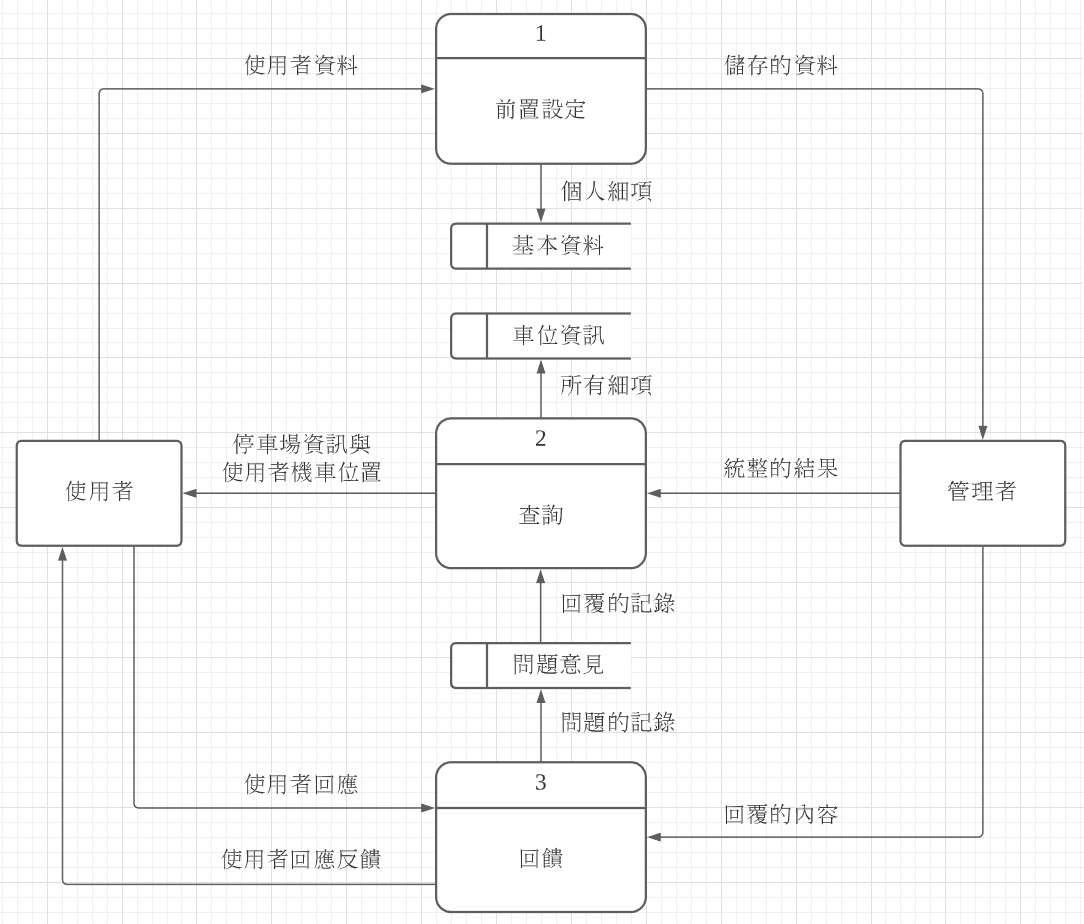 1
使用者資料
儲存的資料
前置設定
個人細項
基本資料
車位資訊
所有細項
2
停車場資訊與
使用者機車位置
統整的結果
使用者
管理者
查詢
回覆的記錄
問題意見
問題的記錄
3
使用者回應
回覆的內容
使用者回應反饋
回饋